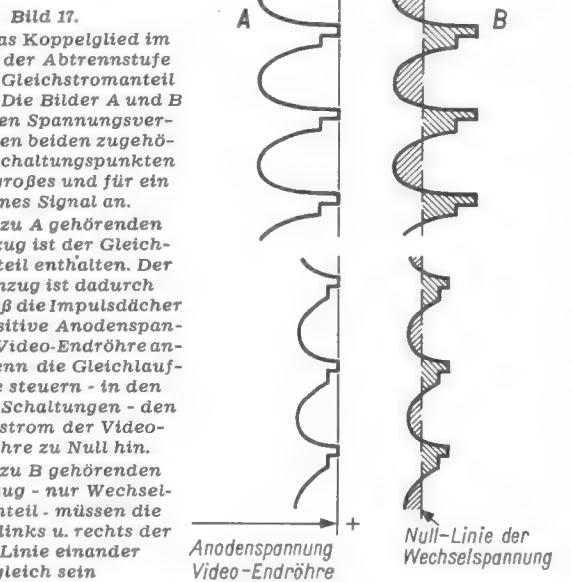 Bild 17.
as Koppelglied im
der Abtrennstufe
Gleichstromanteil
Die Bilder A und B
en Spannungsver-
en beiden zugehö-
chaltungspunkten
großes und für ein
nes Signal an.
zu A gehörenden
zug ist der Gleich-
teil enthalten. Der
nzug ist dadurch
ß die Impulsdächer
sitive Anodenspan-
Video-Endröhre an-
enn die Gleichlauf-
e steuern - in den
Schaltungen - den
strom der Video-
hre zu Null hin.
zu B gehörenden
ug - nur Wechsel-
nteil - müssen die
links u. rechts der
Linie einander
gleich sein
A
B
+
Anodenspannung
Video-Endröhre
Null-Linie der
Wechselspannung